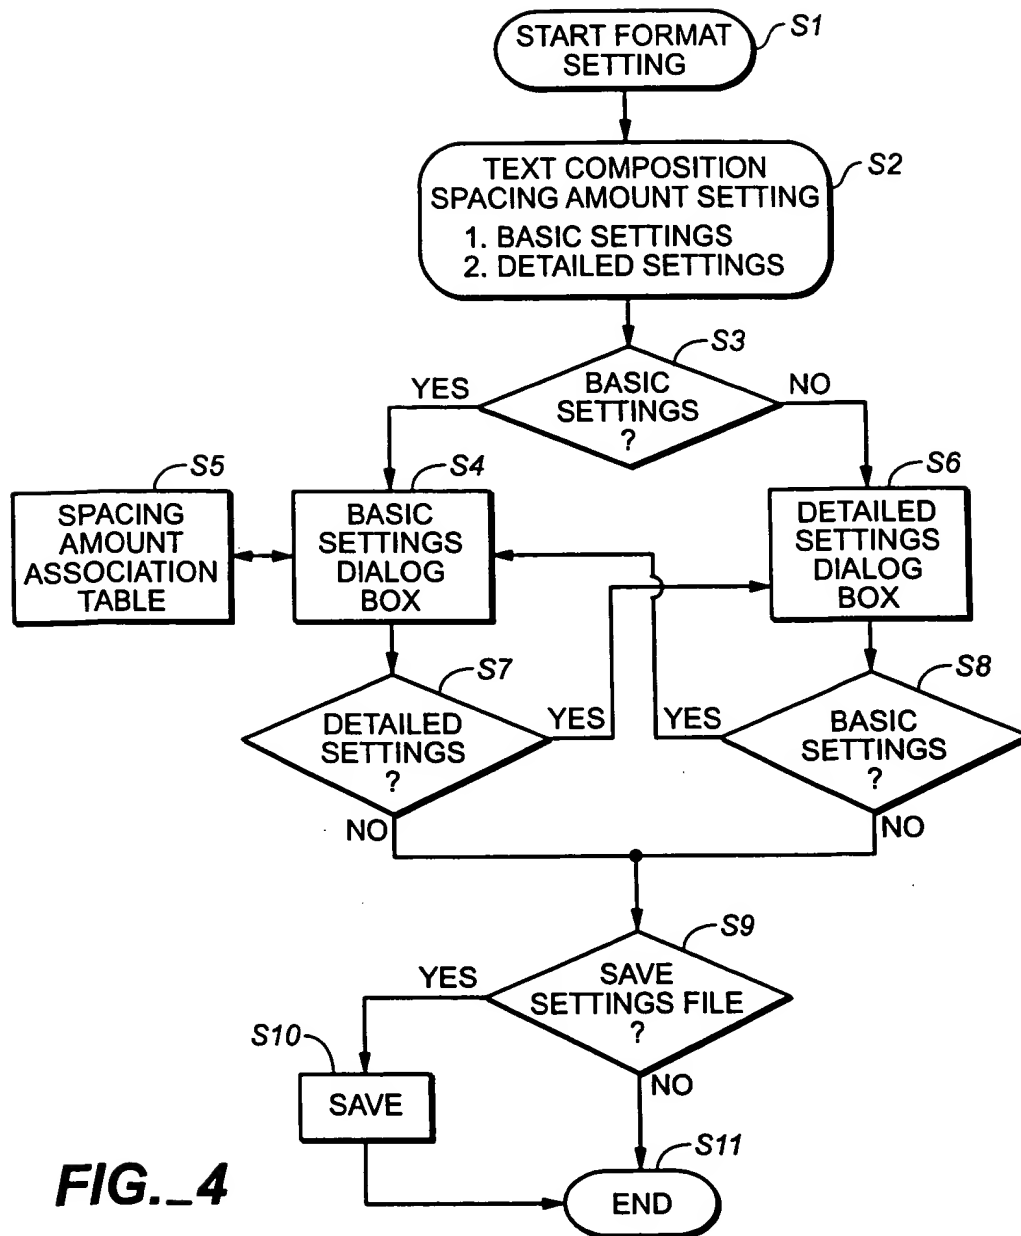 START FORMAT
SETTING
S1
TEXT COMPOSITION
SPACING AMOUNT SETTING
1. BASIC SETTINGS
2. DETAILED SETTINGS
S2
S3
BASIC
SETTINGS
?
YES
NO
S5
SPACING
AMOUNT
ASSOCIATION
TABLE
S4
BASIC
SETTINGS
DIALOG
BOX
S6
DETAILED
SETTINGS
DIALOG
BOX
S7
DETAILED
SETTINGS
?
YES
NO
S8
YES
BASIC
SETTINGS
?
NO
S9
YES
SAVE
SETTINGS FILE
?
NO
S10
SAVE
S11
END
FIG._4